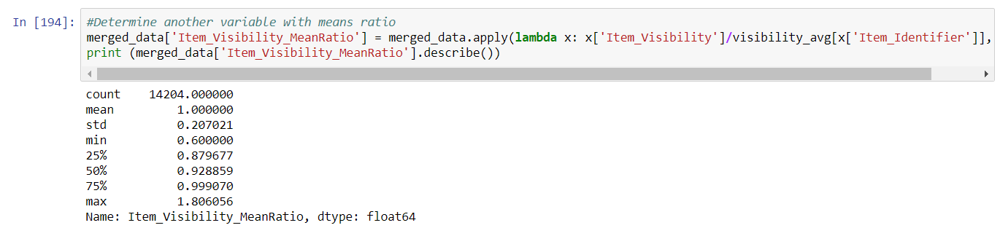 In [194]:
#Determine another variable with means ratio
merged_data['Item_Visibility_MeanRatio'] = merged_data.apply(lambda x: x['Item_Visibility']/visibility_avg[x['Item_Identifier']],
print (merged_data['Item_Visibility_MeanRatio'].describe())
count    14204.000000
mean         1.000000
std          0.207021
min          0.600000
25%          0.879677
50%          0.928859
75%          0.999070
max          1.806056
Name: Item_Visibility_MeanRatio, dtype: float64